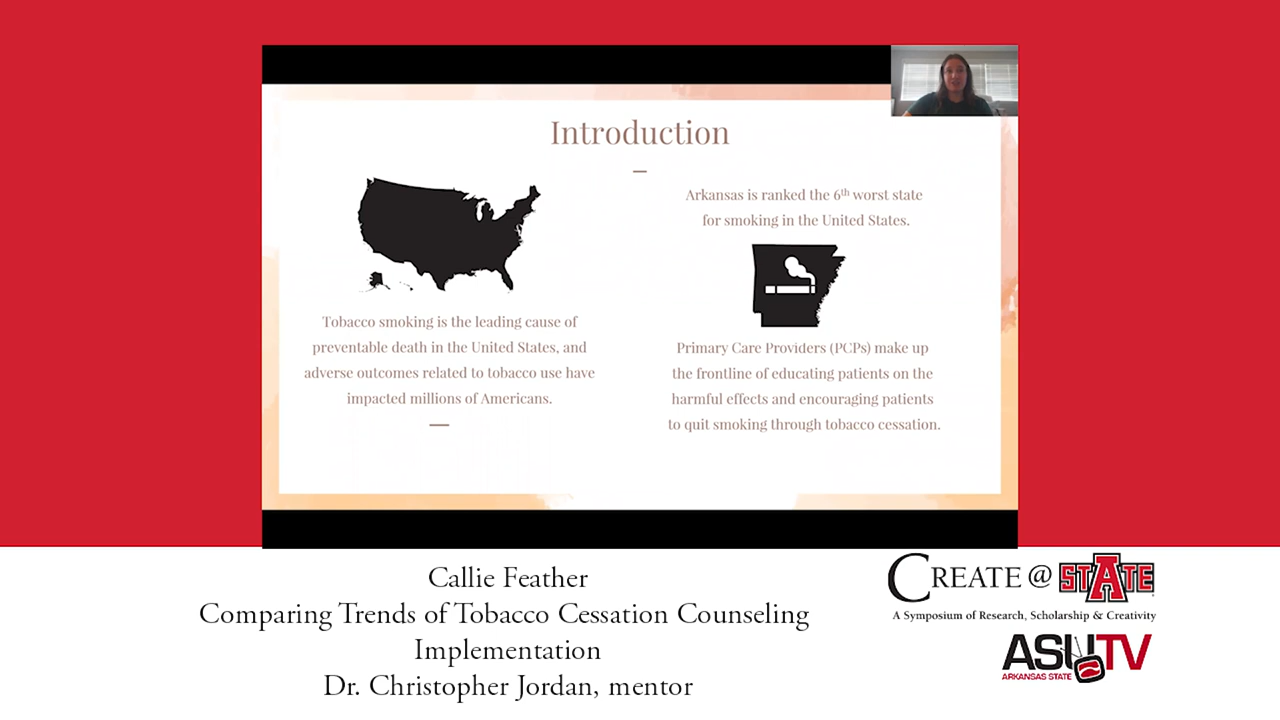 Introduction
Tobacco smoking is the leading cause of
preventable death in the United States, and
adverse outcomes related to tobacco use have
impacted millions of Americans.
Arkansas is ranked the 6th worst state
for smoking in the United States.
Primary Care Providers (PCPs) make up
the frontline of educating patients on the
harmful effects and encouraging patients
to quit smoking through tobacco cessation.
Callie Feather
Comparing Trends of Tobacco Cessation Counseling
Implementation
Dr. Christopher Jordan, mentor
CREATE @ STATE
A Symposium of Research, Scholarship & Creativity
ASUTV
ARKANSAS STATE